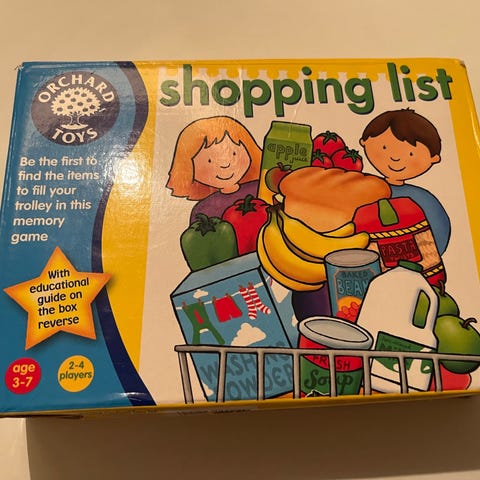 ORCHARD
TOYS
shopping list
Be the first to
find the items
to fill your
trolley in this
memory
game
With
educational
guide on
the box
reverse
age
3-7
2-4
players
apple
juice
PASTA
BAKED
BEANS
FRESH
Soup
WASHING
POWDER